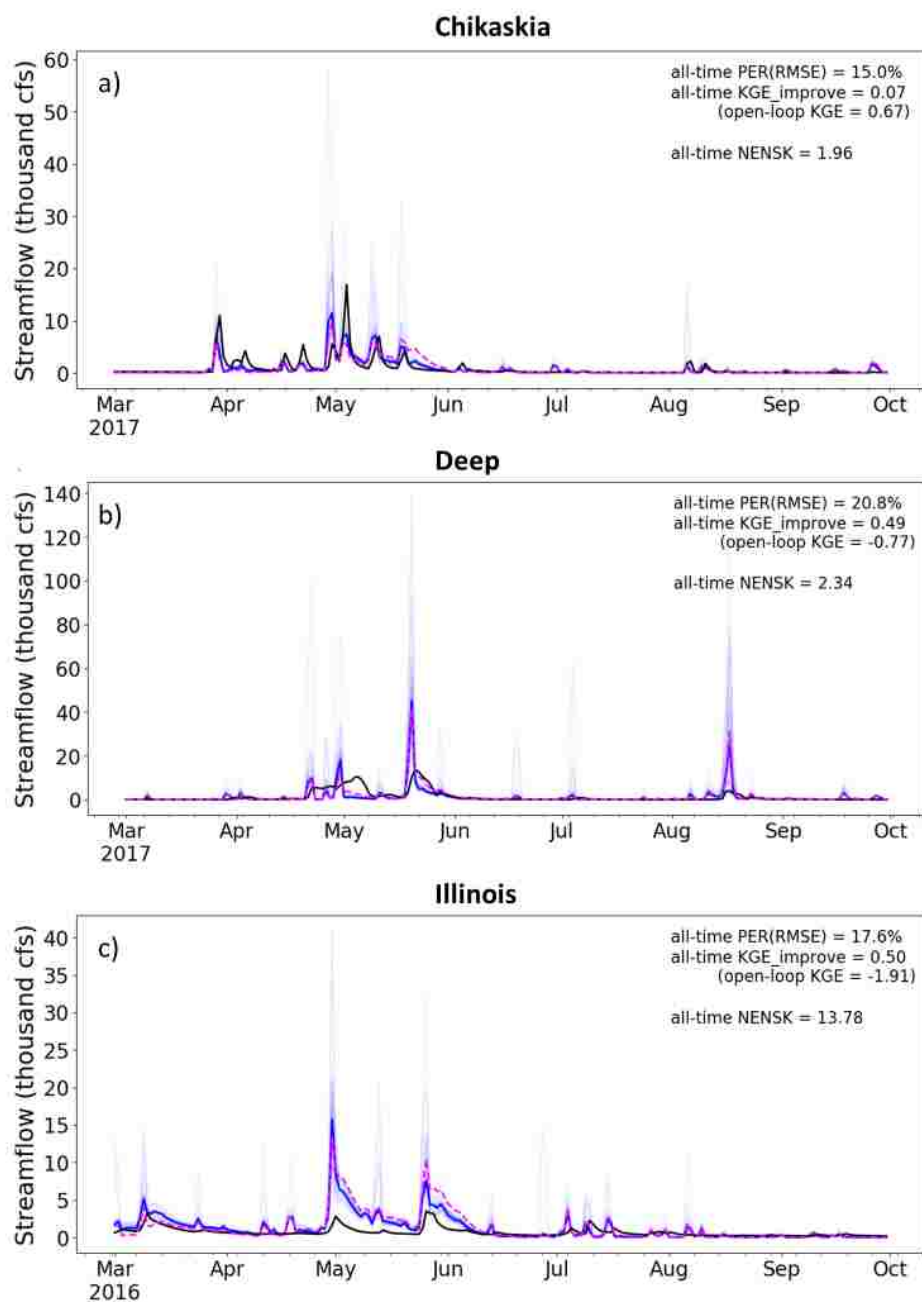 Chikaskia
a)
all-time PER(RMSE) = 15.0%
all-time KGE_improve = 0.07
(open-loop KGE = 0.67)
all-time NENSK = 1.96
Streamflow (thousand cfs)
60
50
40
30
20
10
0
Mar Apr May Jun Jul Aug Sep Oct
2017
Deep
b)
all-time PER(RMSE) = 20.8%
all-time KGE_improve = 0.49
(open-loop KGE = -0.77)
all-time NENSK = 2.34
Streamflow (thousand cfs)
140
120
100
80
60
40
20
0
Mar Apr May Jun Jul Aug Sep Oct
2017
Illinois
c)
all-time PER(RMSE) = 17.6%
all-time KGE_improve = 0.50
(open-loop KGE = -1.91)
all-time NENSK = 13.78
Streamflow (thousand cfs)
40
35
30
25
20
15
10
5
0
Mar Apr May Jun Jul Aug Sep Oct
2016